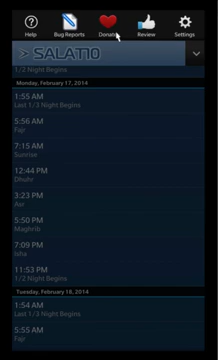 Help Bug Reports Donate Review Settings
> SALAT10
1/2 Night Begins
Monday, February 17, 2014
1:55 AM
Last 1/3 Night Begins
5:56 AM
Fajr
7:15 AM
Sunrise
12:44 PM
Dhuhr
3:23 PM
Asr
5:50 PM
Maghrib
7:09 PM
Isha
11:53 PM
1/2 Night Begins
Tuesday, February 18, 2014
1:54 AM
Last 1/3 Night Begins
5:55 AM
Fajr